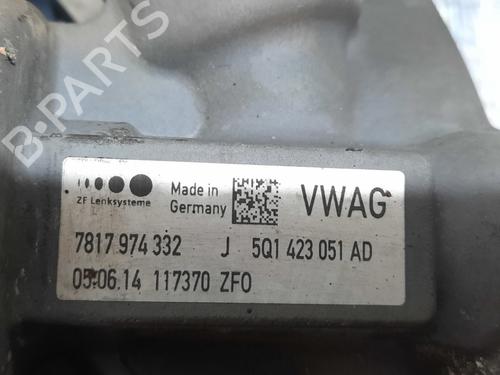 B-PARTS
ZF Lenksysteme
Made in
Germany
VWAG
7817 974 332 J 5Q1 423 051 AD
05.06.14 117370 ZFO